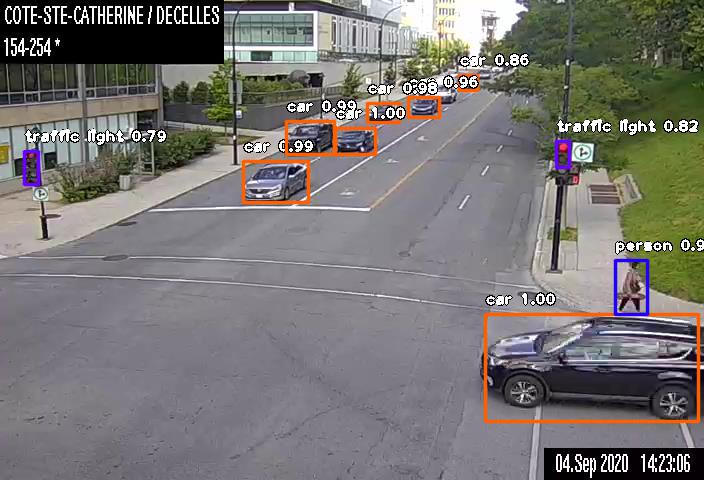 COTE-STE-CATHERINE / DECELLES
154-254 *
car 0.86
car 0.96
car 0.98
car 0.99
car 1.00
traffic light 0.79
traffic light 0.82
car 0.99
person 0.9
car 1.00
04.Sep 2020 14:23:06